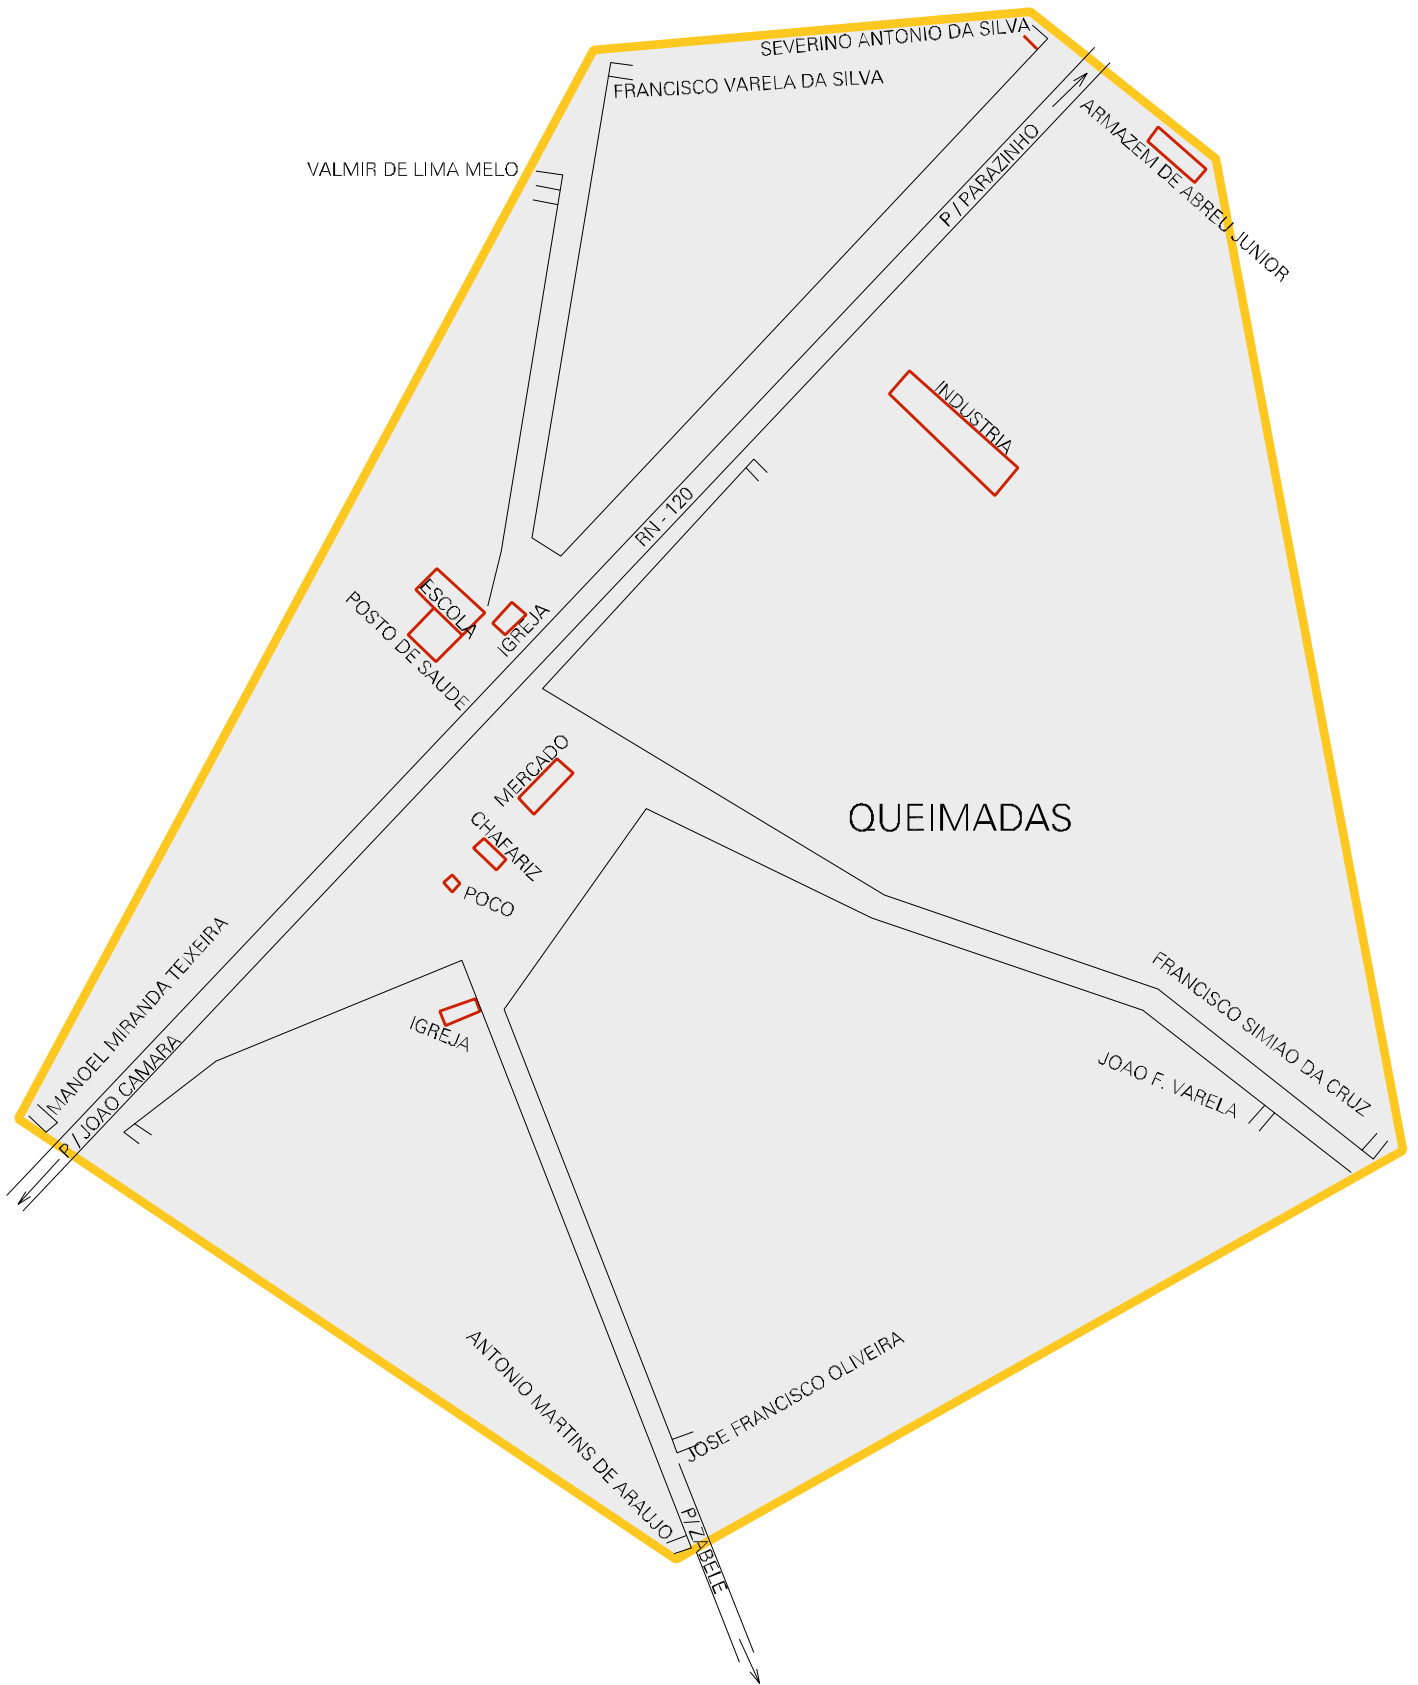 SEVERINO ANTONIO DA SILVA
FRANCISCO VARELA DA SILVA
VALMIR DE LIMA MELO
P / PARAZINHO
ARMAZEM DE ABREU JUNIOR
INDUSTRIA
RN - 120
ESCOLA
IGREJA
POSTO DE SAUDE
MERCADO
CHAFARIZ
POCO
QUEIMADAS
MANOEL MIRANDA TEIXEIRA
P / JOAO CAMARA
IGREJA
FRANCISCO SIMIAO DA CRUZ
JOAO F. VARELA
ANTONIO MARTINS DE ARAUJO
JOSE FRANCISCO OLIVEIRA
P/ ZABELE